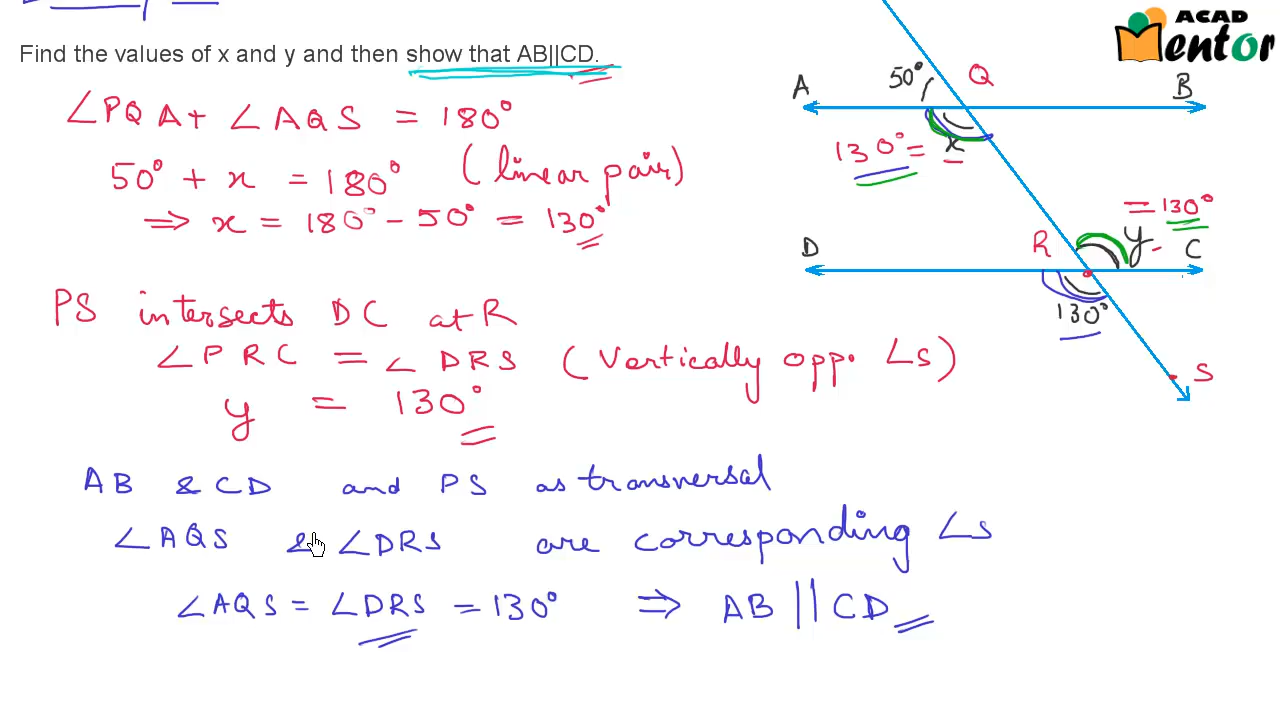 Find the values of x and y and then show that AB||CD.
∠PQA + ∠AQS = 180°
50° + x = 180° (linear pair)
⇒ x = 180° - 50° = 130°
PS intersects DC at R
∠PRC = ∠DRS (Vertically opp. ∠s)
y = 130°
AB & CD and PS as transversal
∠AQS & ∠DRS are corresponding ∠s
∠AQS = ∠DRS = 130° ⇒ AB || CD
ACAD
Mentor
50° Q
A B
130° = x
= 130°
D R y C
130°
S